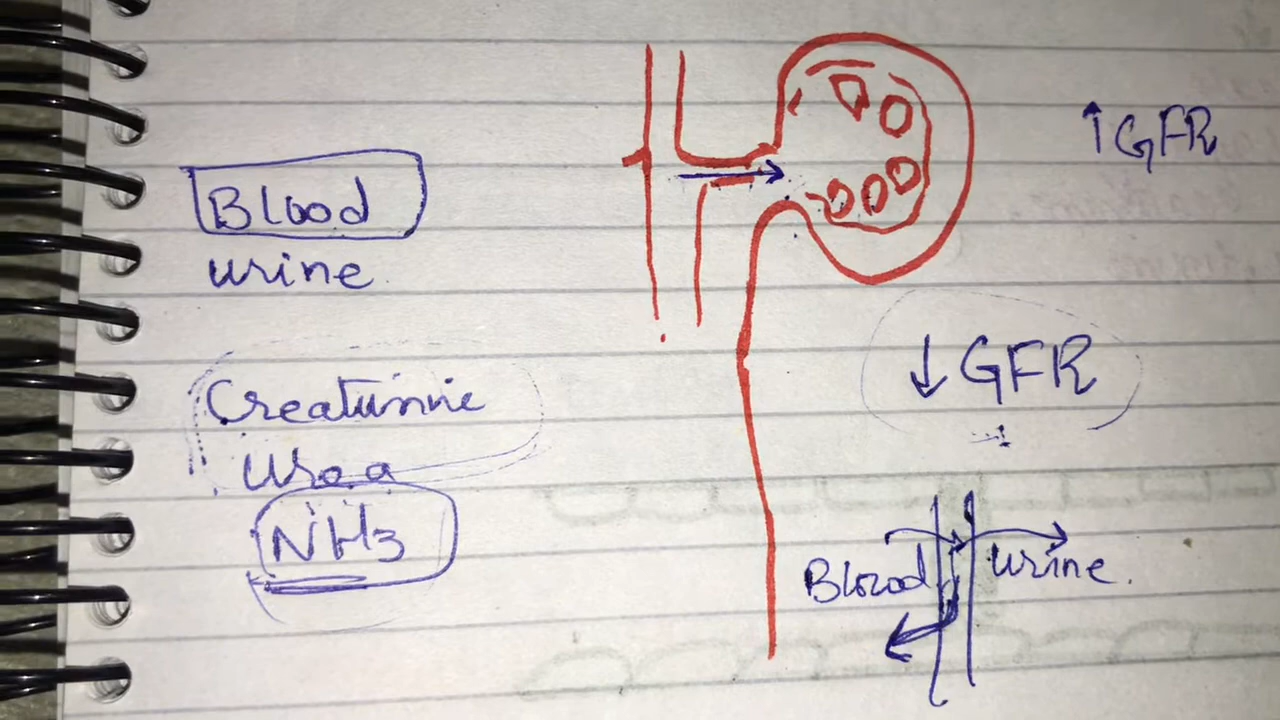 Blood
urine
Creatinine
Urea
NH3
↑ GFR
↓ GFR
Blood
urine.